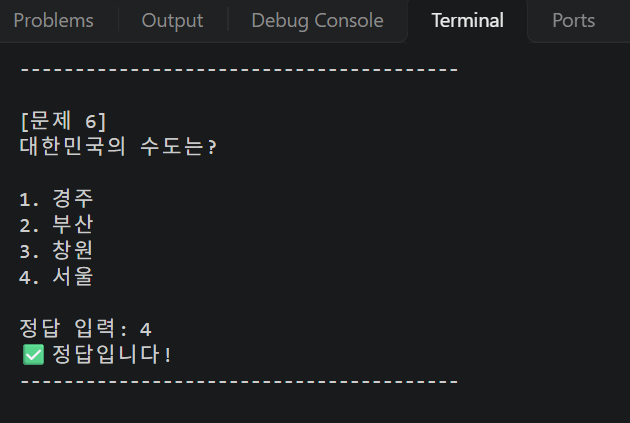 Problems Output Debug Console Terminal Ports
----------------------------------------
[문제 6]
대한민국의 수도는?
1. 경주
2. 부산
3. 창원
4. 서울
정답 입력: 4
✅ 정답입니다!
----------------------------------------